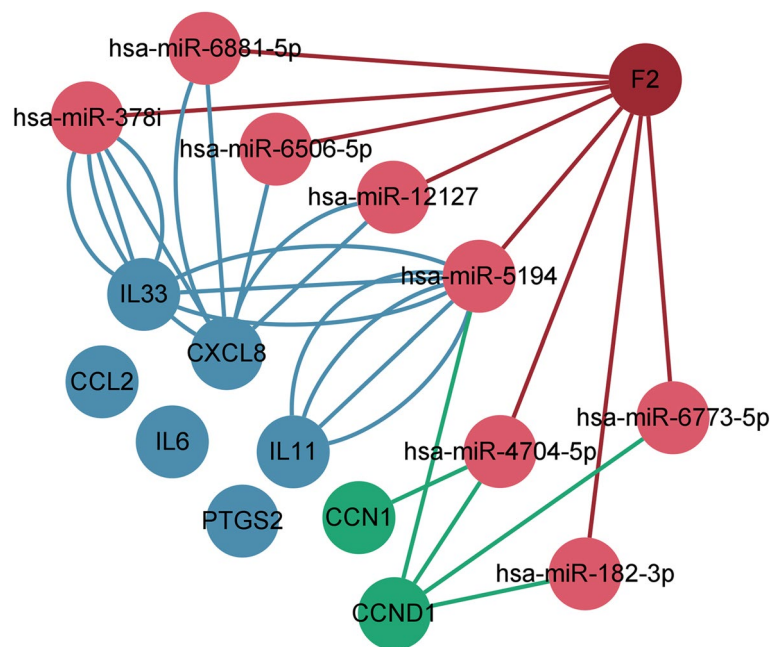 hsa-miR-6881-5p
F2
hsa-miR-378i
hsa-miR-6506-5p
hsa-miR-12127
hsa-miR-5194
IL33
CXCL8
CCL2
hsa-miR-6773-5p
IL6
IL11
hsa-miR-4704-5p
PTGS2
CCN1
hsa-miR-182-3p
CCND1